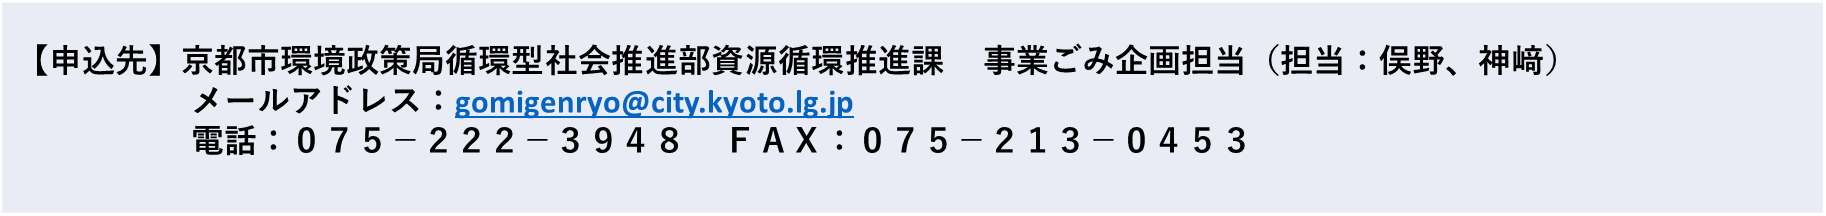 【申込先】京都市環境政策局循環型社会推進部資源循環推進課　事業ごみ企画担当（担当：俣野、神﨑）
メールアドレス：gomigenryo@city.kyoto.lg.jp
電話：０７５－２２２－３９４８　ＦＡＸ：０７５－２１３－０４５３